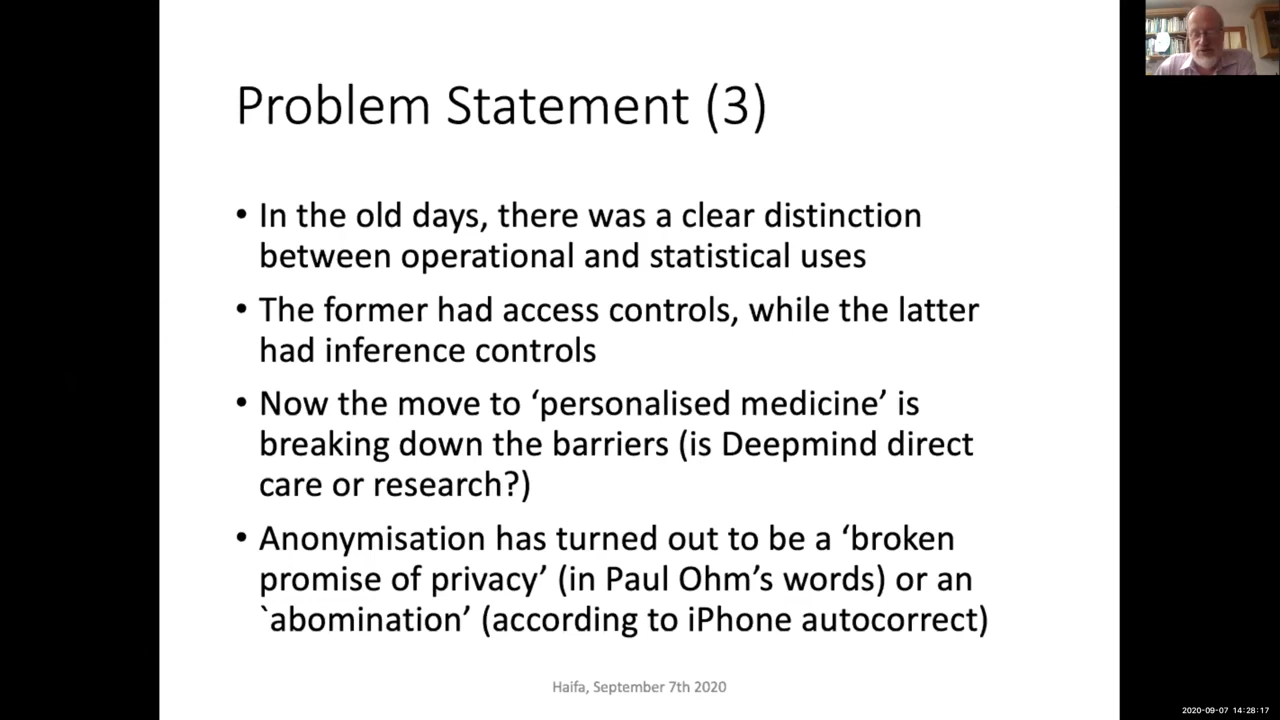 Problem Statement (3)
• In the old days, there was a clear distinction
between operational and statistical uses
• The former had access controls, while the latter
had inference controls
• Now the move to ‘personalised medicine’ is
breaking down the barriers (is Deepmind direct
care or research?)
• Anonymisation has turned out to be a ‘broken
promise of privacy’ (in Paul Ohm’s words) or an
`abomination’ (according to iPhone autocorrect)
Haifa, September 7th 2020
2020-09-07 14:28:17